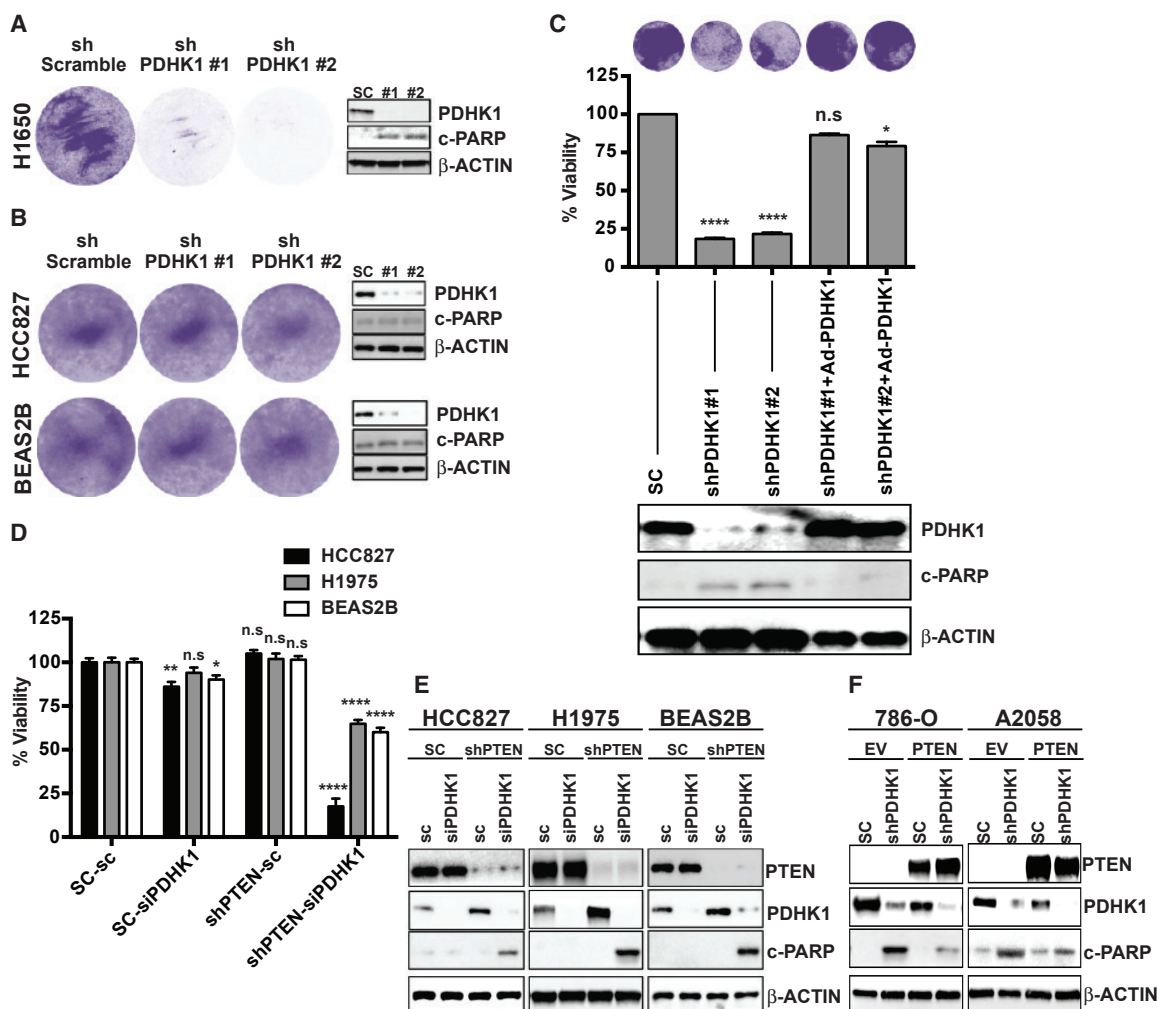 A
sh Scramble
sh PDHK1 #1
sh PDHK1 #2
H1650
SC #1 #2
PDHK1
c-PARP
β-ACTIN
B
sh Scramble
sh PDHK1 #1
sh PDHK1 #2
HCC827
SC #1 #2
PDHK1
c-PARP
β-ACTIN
BEAS2B
PDHK1
c-PARP
β-ACTIN
C
% Viability
125
100
75
50
25
0
**** **** n.s *
SC
shPDHK1#1
shPDHK1#2
shPDHK1#1+Ad-PDHK1
shPDHK1#2+Ad-PDHK1
PDHK1
c-PARP
β-ACTIN
D
HCC827
H1975
BEAS2B
% Viability
125
100
75
50
25
0
** n.s *
n.s n.s n.s
**** **** ****
SC-sc
SC-siPDHK1
shPTEN-sc
shPTEN-siPDHK1
E
HCC827 H1975 BEAS2B
SC shPTEN SC shPTEN SC shPTEN
sc siPDHK1 sc siPDHK1 sc siPDHK1 sc siPDHK1 sc siPDHK1 sc siPDHK1
PTEN
PDHK1
c-PARP
β-ACTIN
F
786-O A2058
EV PTEN EV PTEN
SC shPDHK1 SC shPDHK1 SC shPDHK1 SC shPDHK1
PTEN
PDHK1
c-PARP
β-ACTIN